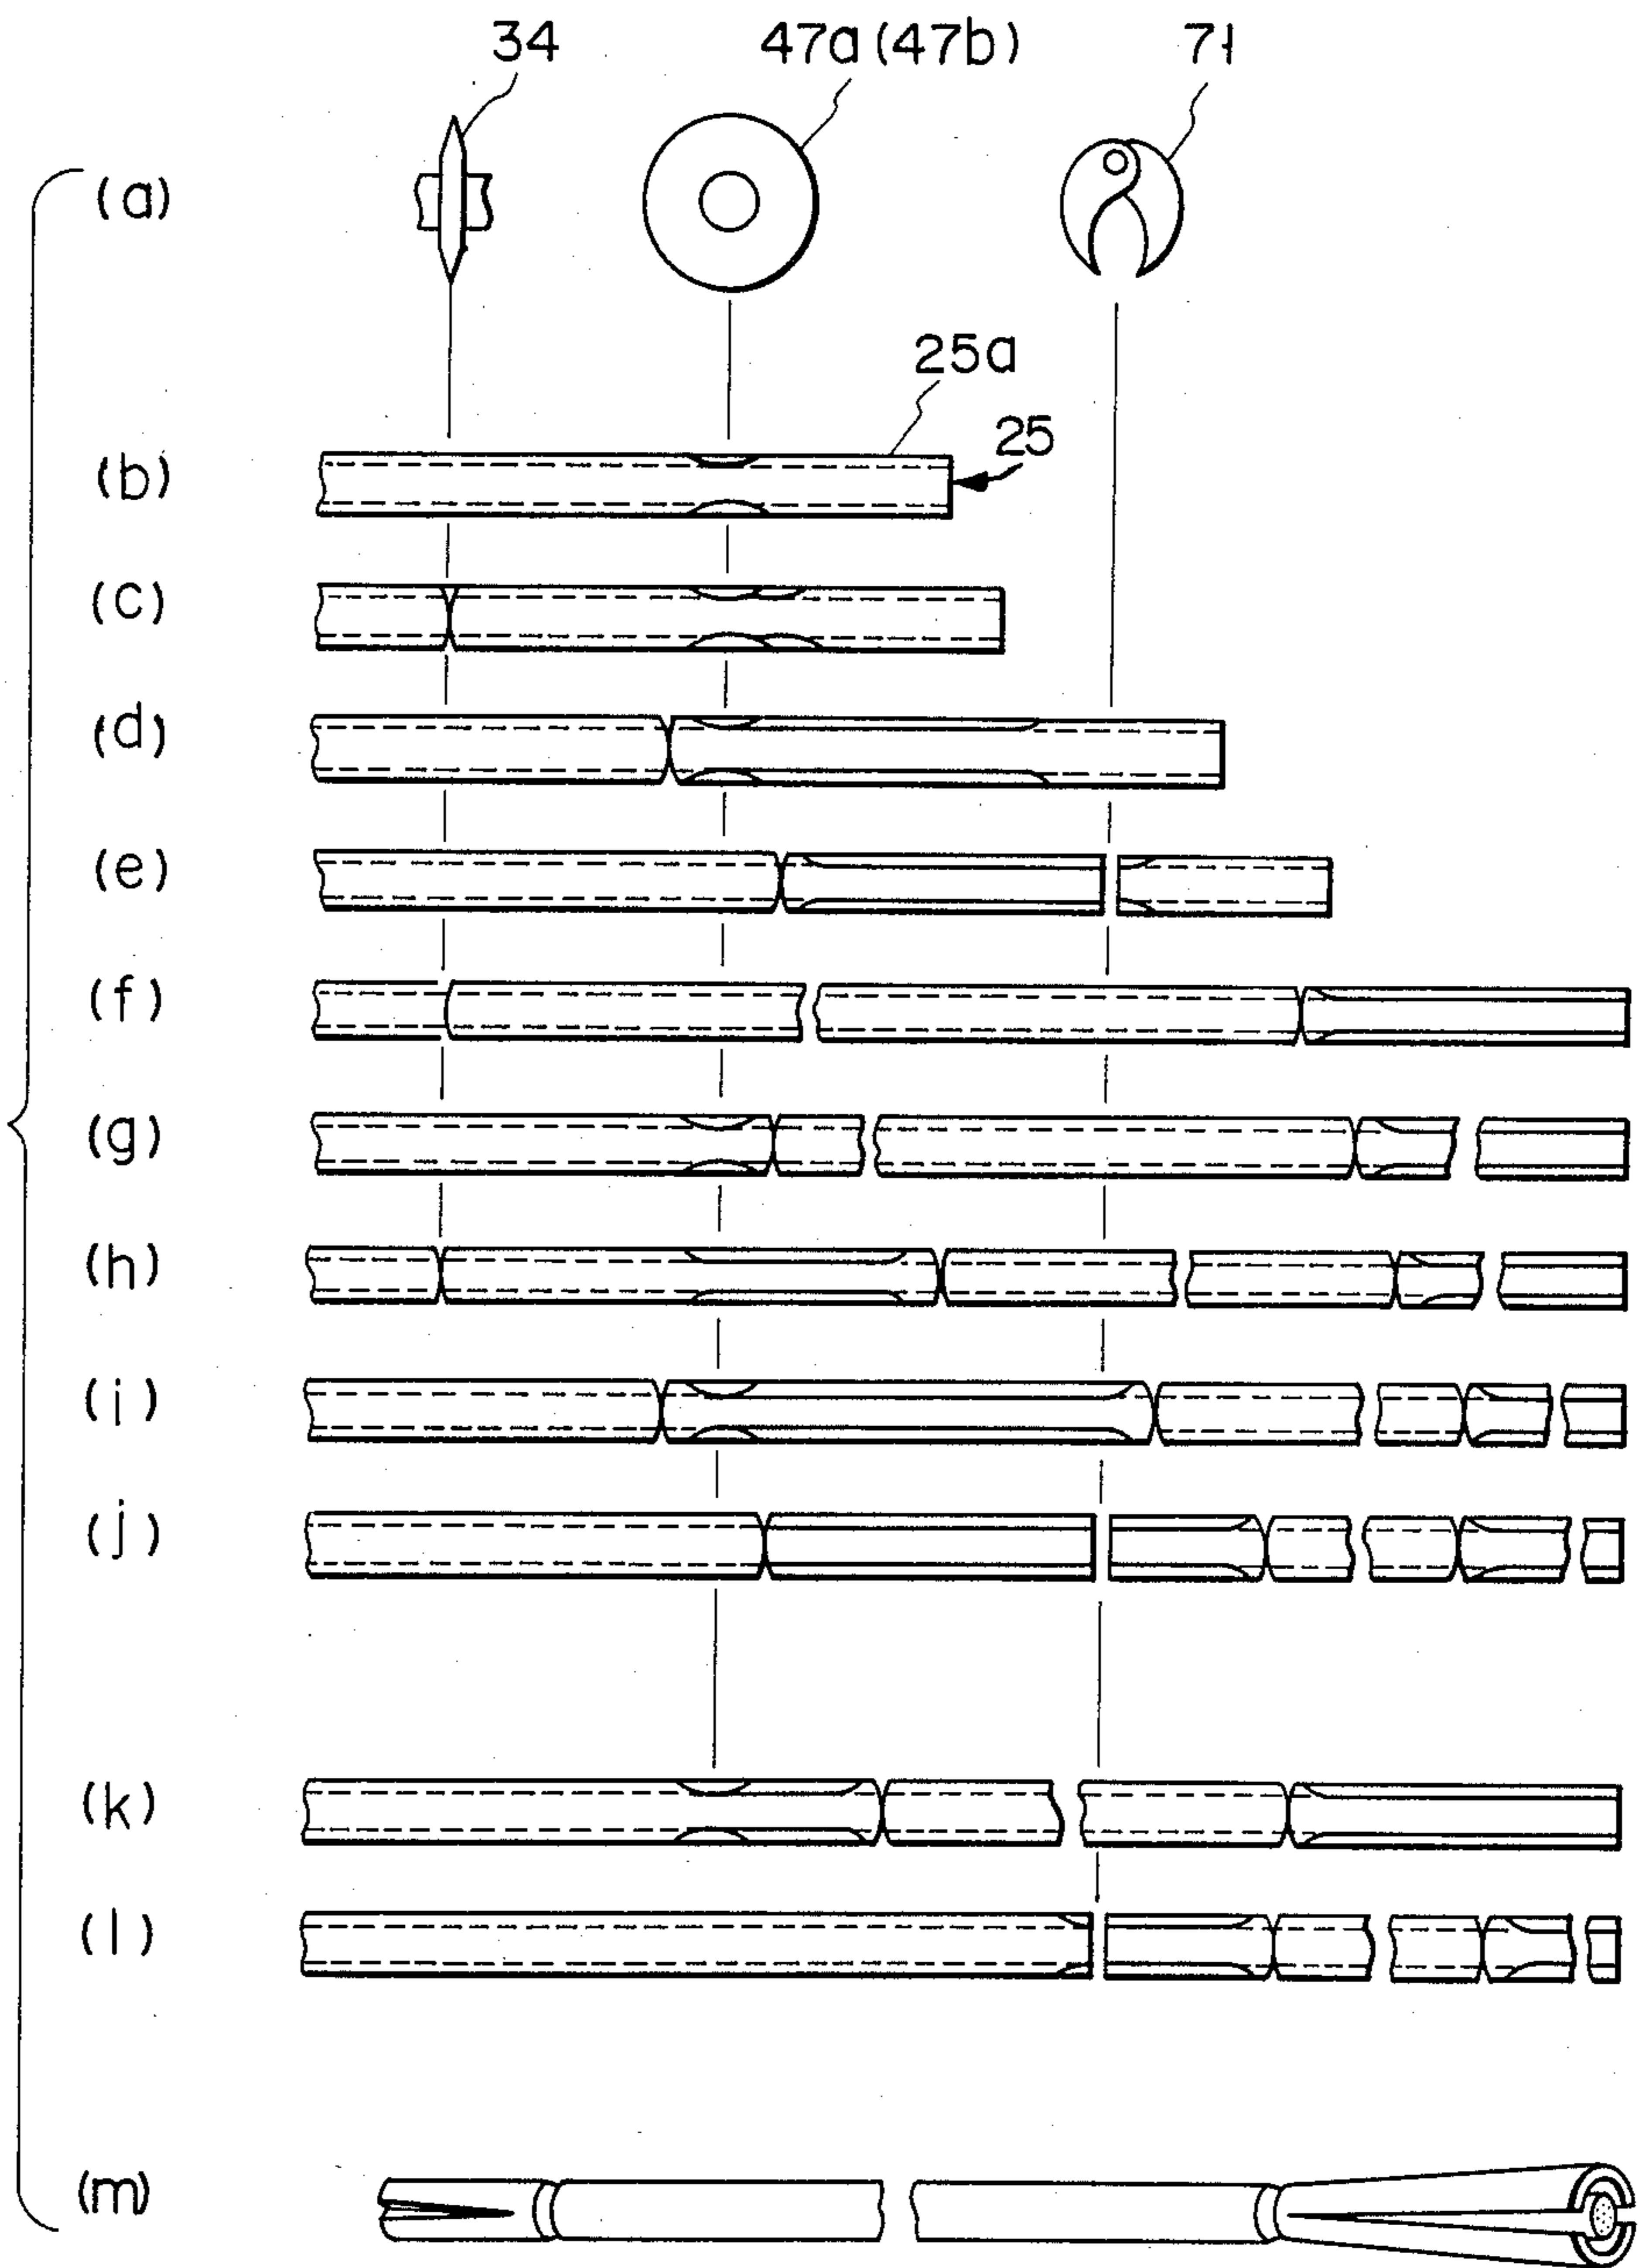 34 47a (47b) 71
(a)
25a
25
(b)
(c)
(d)
(e)
(f)
(g)
(h)
(i)
(j)
(k)
(l)
(m)